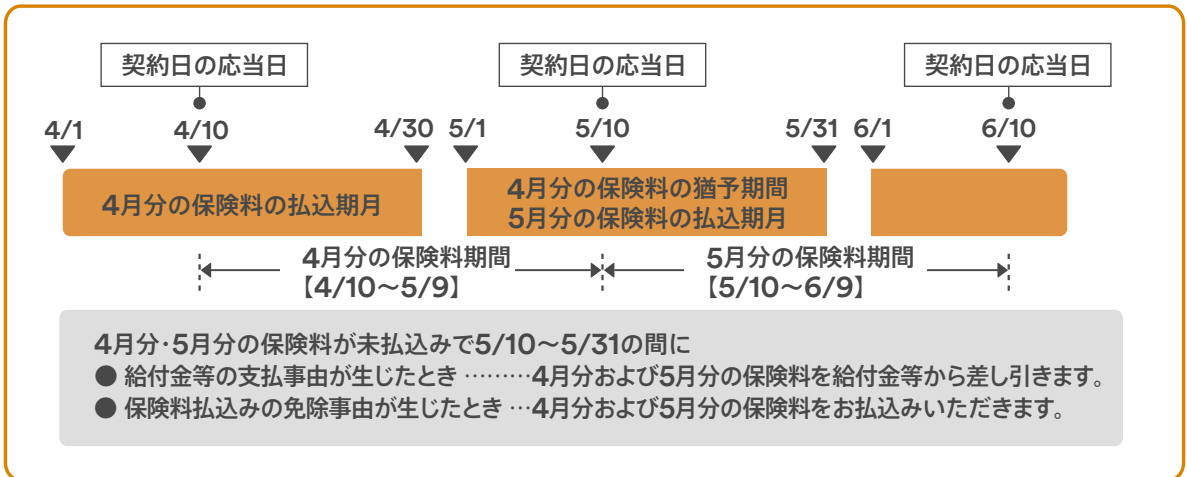 契約日の応当日 契約日の応当日 契約日の応当日
4/1 4/10 4/30 5/1 5/10 5/31 6/1 6/10
4月分の保険料の払込期月
4月分の保険料の猶予期間
5月分の保険料の払込期月
4月分の保険料期間
【4/10〜5/9】
5月分の保険料期間
【5/10〜6/9】
4月分・5月分の保険料が未払込みで5/10〜5/31の間に
● 給付金等の支払事由が生じたとき ………4月分および5月分の保険料を給付金等から差し引きます。
● 保険料払込みの免除事由が生じたとき …4月分および5月分の保険料をお払込みいただきます。